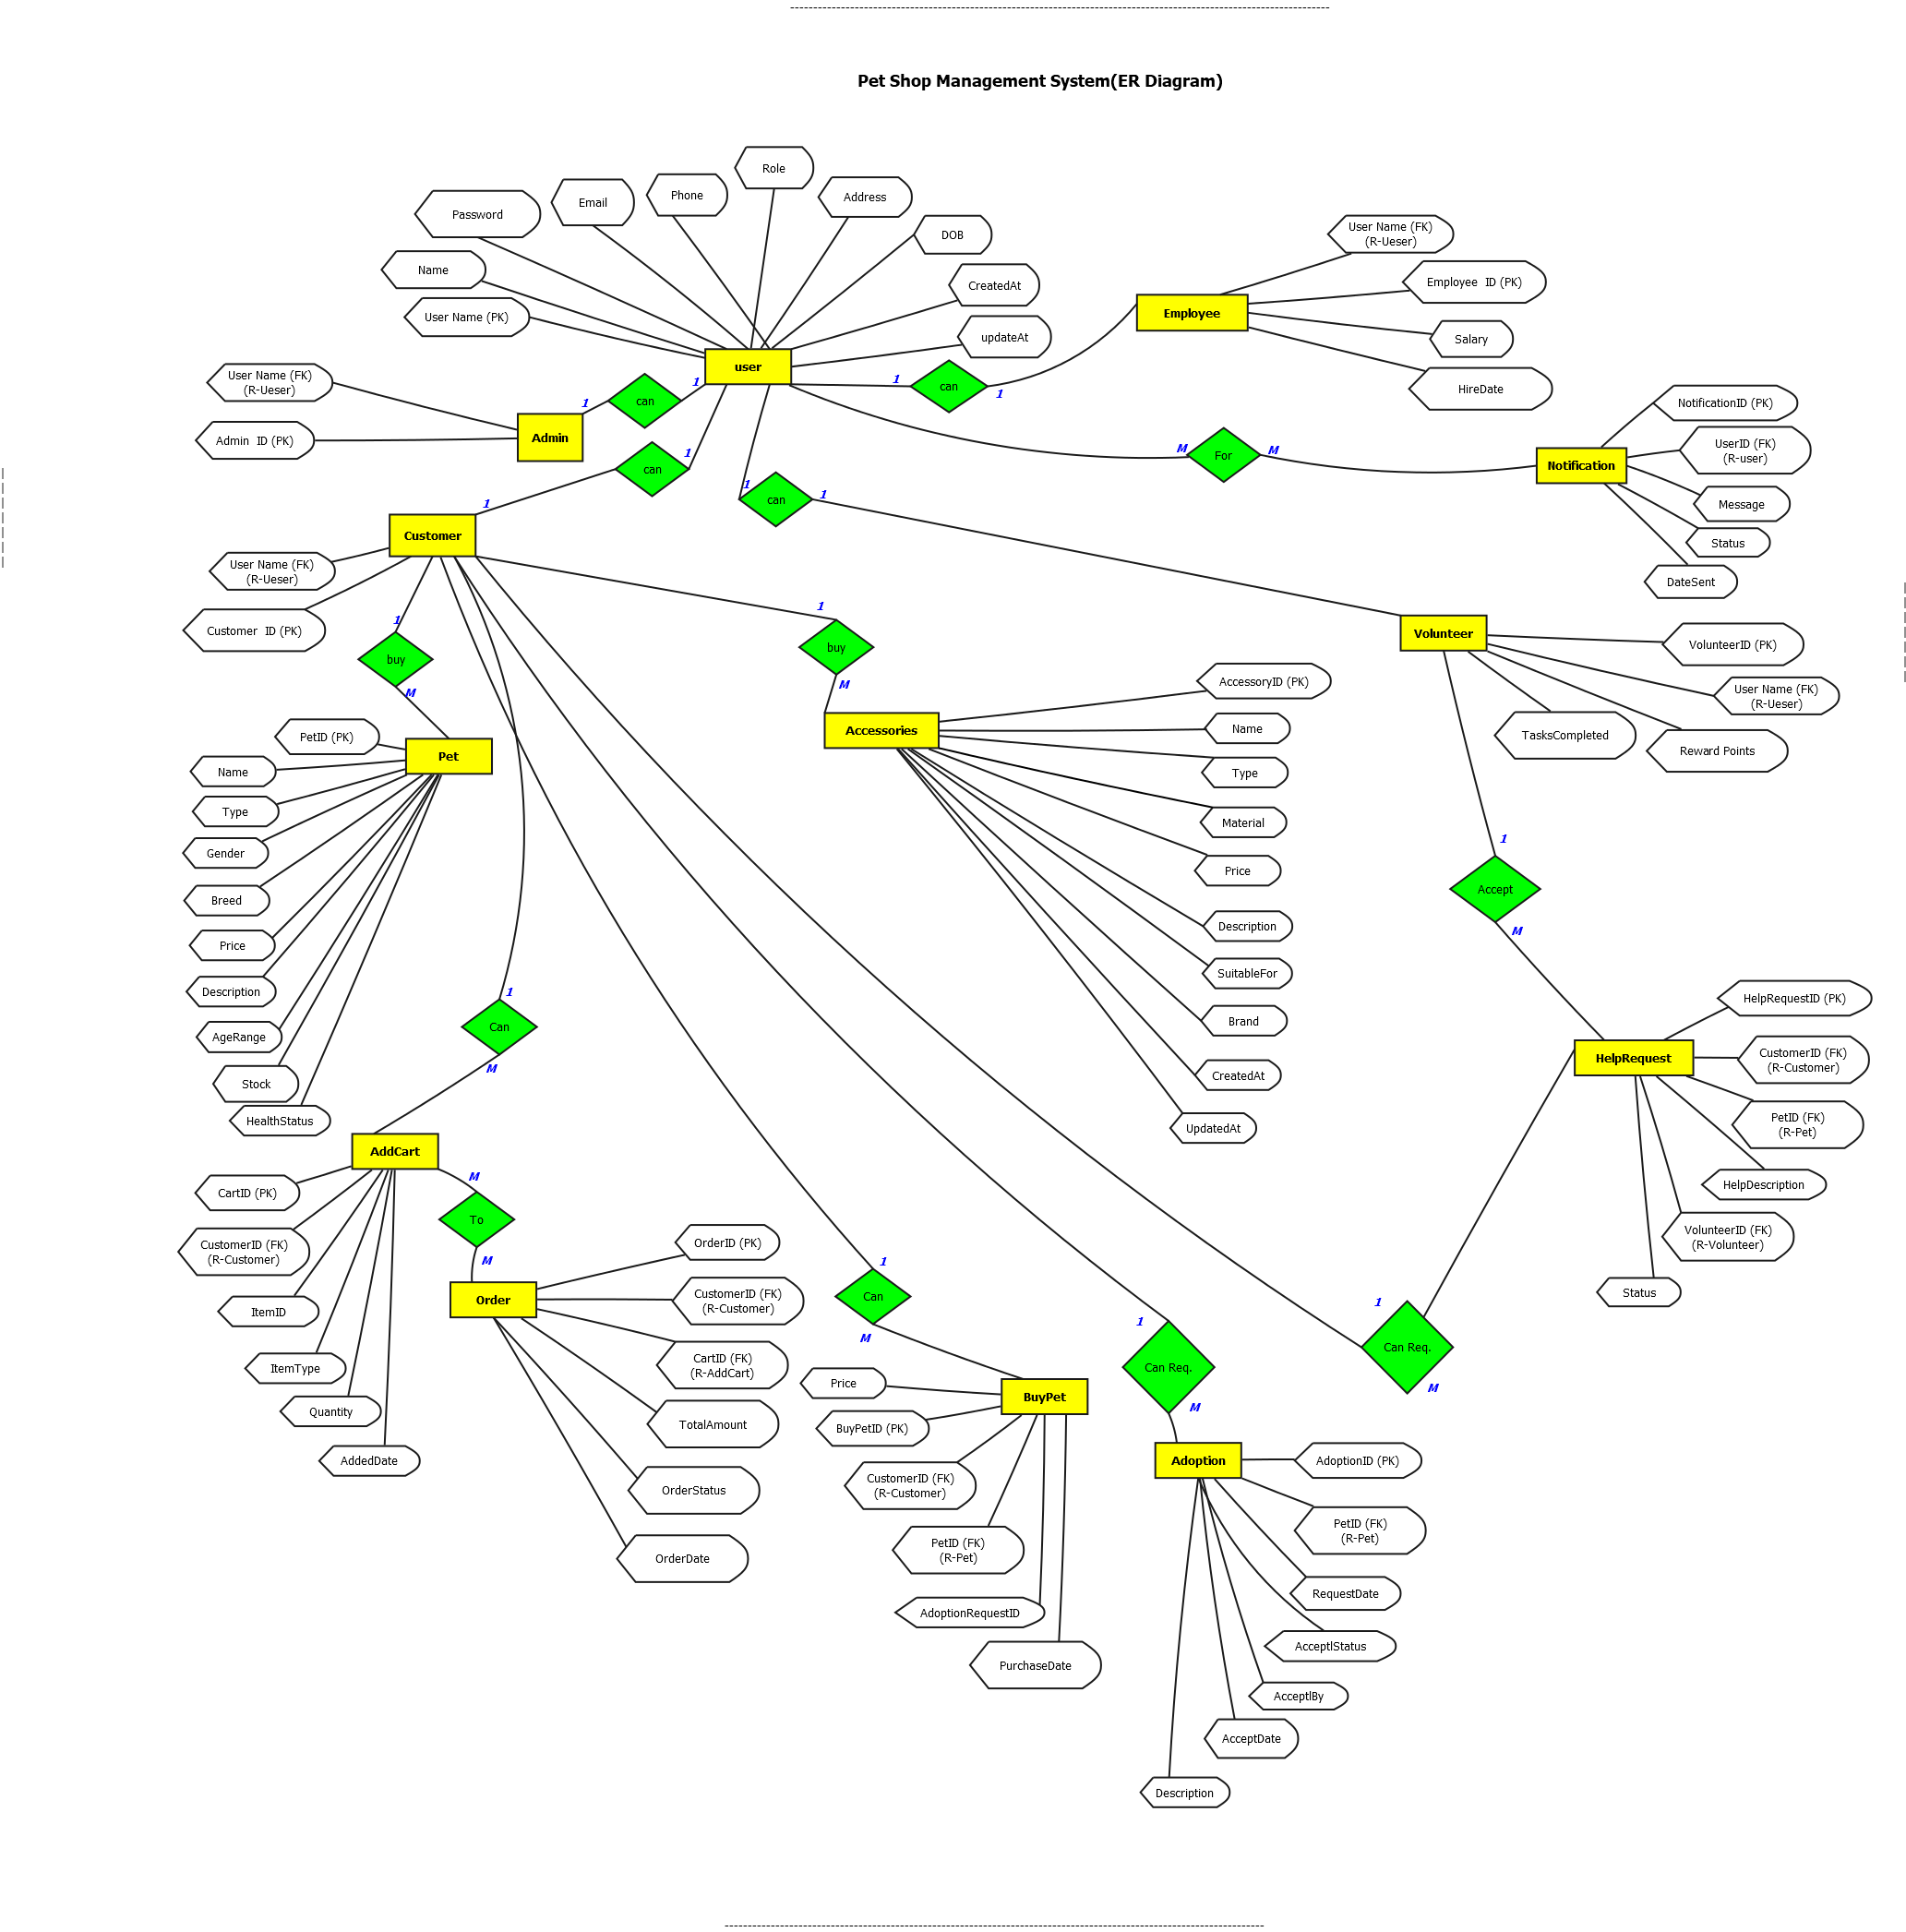 Pet Shop Management System(ER Diagram)
Role
Phone
Address
Email
Password
DOB
Name
CreatedAt
User Name (PK)
updateAt
user
User Name (FK)
(R-Ueser)
Employee  ID (PK)
Employee
Salary
HireDate
1
can
1
User Name (FK)
(R-Ueser)
Admin  ID (PK)
Admin
1
can
1
can
1
1
M
For
M
NotificationID (PK)
UserID (FK)
(R-user)
Notification
Message
Status
DateSent
1
can
1
Customer
User Name (FK)
(R-Ueser)
Customer  ID (PK)
1
buy
M
1
buy
M
Volunteer
VolunteerID (PK)
User Name (FK)
(R-Ueser)
TasksCompleted
Reward Points
Pet
PetID (PK)
Name
Type
Gender
Breed
Price
Description
AgeRange
Stock
HealthStatus
Accessories
AccessoryID (PK)
Name
Type
Material
Price
Description
SuitableFor
Brand
CreatedAt
UpdatedAt
1
Accept
M
1
Can
M
HelpRequest
HelpRequestID (PK)
CustomerID (FK)
(R-Customer)
PetID (FK)
(R-Pet)
HelpDescription
VolunteerID (FK)
(R-Volunteer)
Status
AddCart
CartID (PK)
CustomerID (FK)
(R-Customer)
ItemID
ItemType
Quantity
AddedDate
M
To
M
Order
OrderID (PK)
CustomerID (FK)
(R-Customer)
CartID (FK)
(R-AddCart)
TotalAmount
OrderStatus
OrderDate
1
Can
M
1
Can Req.
M
1
Can Req.
M
BuyPet
Price
BuyPetID (PK)
CustomerID (FK)
(R-Customer)
PetID (FK)
(R-Pet)
AdoptionRequestID
PurchaseDate
Adoption
AdoptionID (PK)
PetID (FK)
(R-Pet)
RequestDate
AcceptlStatus
AcceptlBy
AcceptDate
Description